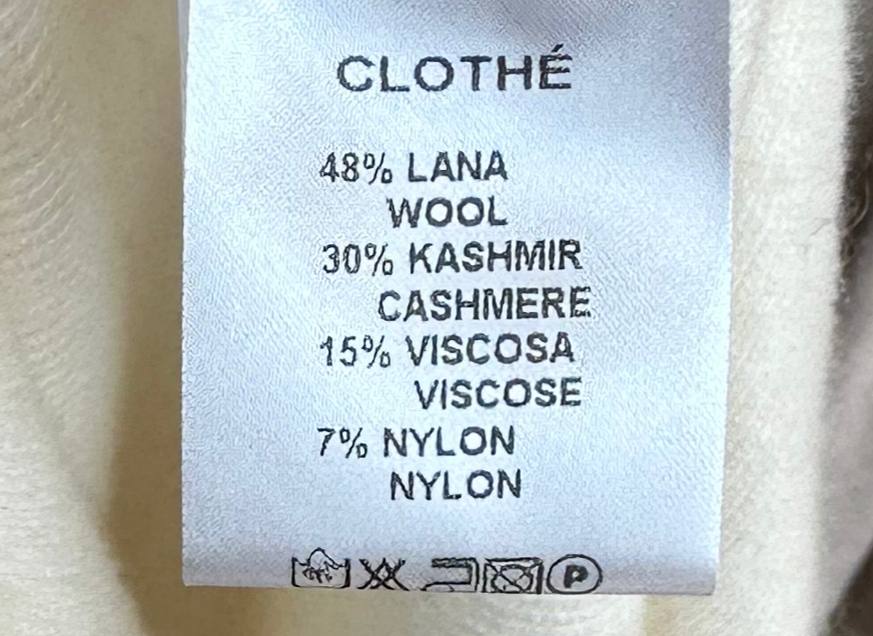 CLOTHÉ
48% LANA
WOOL
30% KASHMIR
CASHMERE
15% VISCOSA
VISCOSE
7% NYLON
NYLON
P